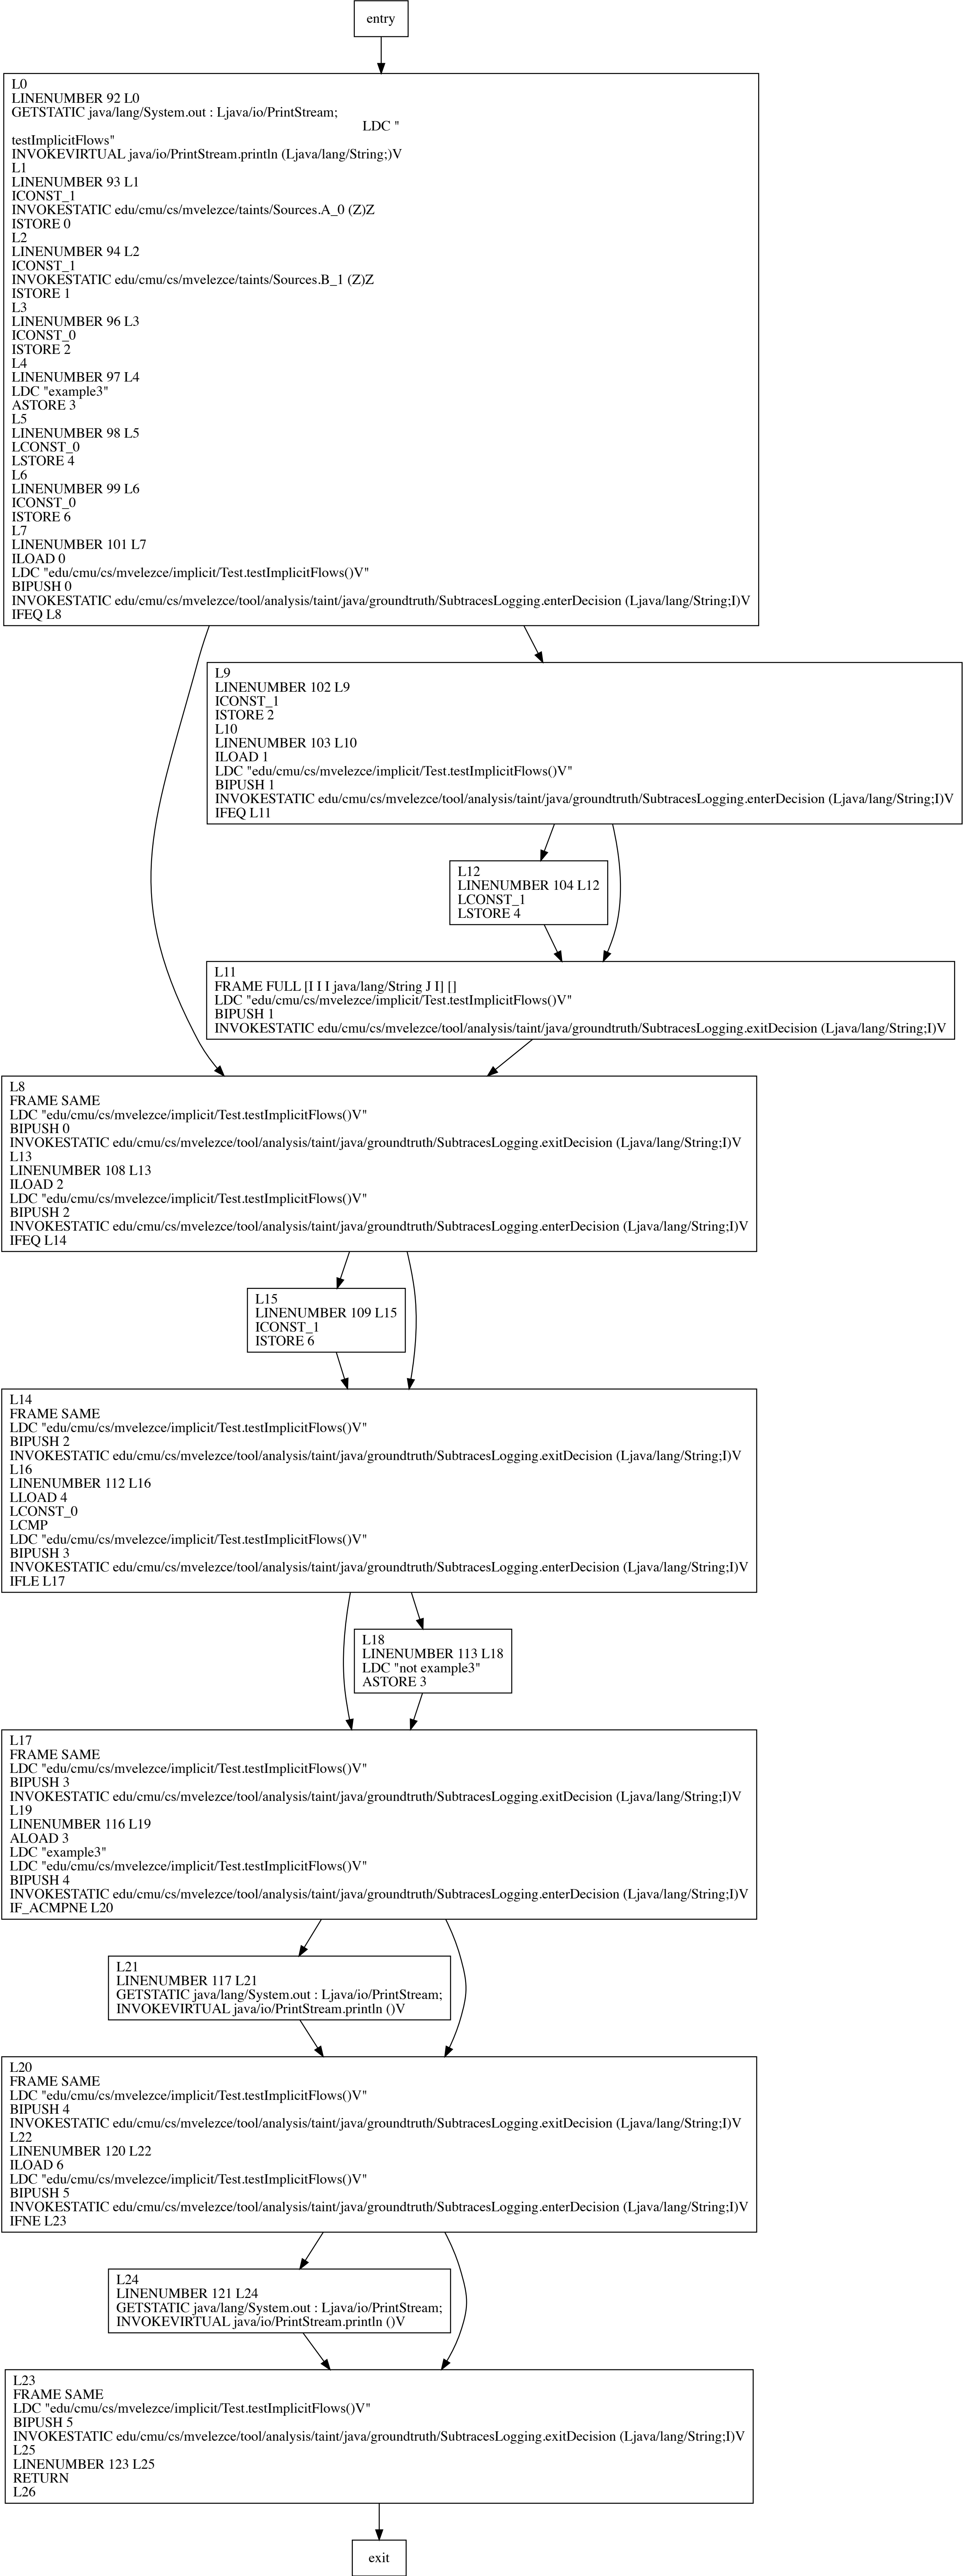 entry
L0
LINENUMBER 92 L0
GETSTATIC java/lang/System.out : Ljava/io/PrintStream;
LDC "
testImplicitFlows"
INVOKEVIRTUAL java/io/PrintStream.println (Ljava/lang/String;)V
L1
LINENUMBER 93 L1
ICONST_1
INVOKESTATIC edu/cmu/cs/mvelezce/taints/Sources.A_0 (Z)Z
ISTORE 0
L2
LINENUMBER 94 L2
ICONST_1
INVOKESTATIC edu/cmu/cs/mvelezce/taints/Sources.B_1 (Z)Z
ISTORE 1
L3
LINENUMBER 96 L3
ICONST_0
ISTORE 2
L4
LINENUMBER 97 L4
LDC "example3"
ASTORE 3
L5
LINENUMBER 98 L5
LCONST_0
LSTORE 4
L6
LINENUMBER 99 L6
ICONST_0
ISTORE 6
L7
LINENUMBER 101 L7
ILOAD 0
LDC "edu/cmu/cs/mvelezce/implicit/Test.testImplicitFlows()V"
BIPUSH 0
INVOKESTATIC edu/cmu/cs/mvelezce/tool/analysis/taint/java/groundtruth/SubtracesLogging.enterDecision (Ljava/lang/String;I)V
IFEQ L8
L9
LINENUMBER 102 L9
ICONST_1
ISTORE 2
L10
LINENUMBER 103 L10
ILOAD 1
LDC "edu/cmu/cs/mvelezce/implicit/Test.testImplicitFlows()V"
BIPUSH 1
INVOKESTATIC edu/cmu/cs/mvelezce/tool/analysis/taint/java/groundtruth/SubtracesLogging.enterDecision (Ljava/lang/String;I)V
IFEQ L11
L12
LINENUMBER 104 L12
LCONST_1
LSTORE 4
L11
FRAME FULL [I I I java/lang/String J I] []
LDC "edu/cmu/cs/mvelezce/implicit/Test.testImplicitFlows()V"
BIPUSH 1
INVOKESTATIC edu/cmu/cs/mvelezce/tool/analysis/taint/java/groundtruth/SubtracesLogging.exitDecision (Ljava/lang/String;I)V
L8
FRAME SAME
LDC "edu/cmu/cs/mvelezce/implicit/Test.testImplicitFlows()V"
BIPUSH 0
INVOKESTATIC edu/cmu/cs/mvelezce/tool/analysis/taint/java/groundtruth/SubtracesLogging.exitDecision (Ljava/lang/String;I)V
L13
LINENUMBER 108 L13
ILOAD 2
LDC "edu/cmu/cs/mvelezce/implicit/Test.testImplicitFlows()V"
BIPUSH 2
INVOKESTATIC edu/cmu/cs/mvelezce/tool/analysis/taint/java/groundtruth/SubtracesLogging.enterDecision (Ljava/lang/String;I)V
IFEQ L14
L15
LINENUMBER 109 L15
ICONST_1
ISTORE 6
L14
FRAME SAME
LDC "edu/cmu/cs/mvelezce/implicit/Test.testImplicitFlows()V"
BIPUSH 2
INVOKESTATIC edu/cmu/cs/mvelezce/tool/analysis/taint/java/groundtruth/SubtracesLogging.exitDecision (Ljava/lang/String;I)V
L16
LINENUMBER 112 L16
LLOAD 4
LCONST_0
LCMP
LDC "edu/cmu/cs/mvelezce/implicit/Test.testImplicitFlows()V"
BIPUSH 3
INVOKESTATIC edu/cmu/cs/mvelezce/tool/analysis/taint/java/groundtruth/SubtracesLogging.enterDecision (Ljava/lang/String;I)V
IFLE L17
L18
LINENUMBER 113 L18
LDC "not example3"
ASTORE 3
L17
FRAME SAME
LDC "edu/cmu/cs/mvelezce/implicit/Test.testImplicitFlows()V"
BIPUSH 3
INVOKESTATIC edu/cmu/cs/mvelezce/tool/analysis/taint/java/groundtruth/SubtracesLogging.exitDecision (Ljava/lang/String;I)V
L19
LINENUMBER 116 L19
ALOAD 3
LDC "example3"
LDC "edu/cmu/cs/mvelezce/implicit/Test.testImplicitFlows()V"
BIPUSH 4
INVOKESTATIC edu/cmu/cs/mvelezce/tool/analysis/taint/java/groundtruth/SubtracesLogging.enterDecision (Ljava/lang/String;I)V
IF_ACMPNE L20
L21
LINENUMBER 117 L21
GETSTATIC java/lang/System.out : Ljava/io/PrintStream;
INVOKEVIRTUAL java/io/PrintStream.println ()V
L20
FRAME SAME
LDC "edu/cmu/cs/mvelezce/implicit/Test.testImplicitFlows()V"
BIPUSH 4
INVOKESTATIC edu/cmu/cs/mvelezce/tool/analysis/taint/java/groundtruth/SubtracesLogging.exitDecision (Ljava/lang/String;I)V
L22
LINENUMBER 120 L22
ILOAD 6
LDC "edu/cmu/cs/mvelezce/implicit/Test.testImplicitFlows()V"
BIPUSH 5
INVOKESTATIC edu/cmu/cs/mvelezce/tool/analysis/taint/java/groundtruth/SubtracesLogging.enterDecision (Ljava/lang/String;I)V
IFNE L23
L24
LINENUMBER 121 L24
GETSTATIC java/lang/System.out : Ljava/io/PrintStream;
INVOKEVIRTUAL java/io/PrintStream.println ()V
L23
FRAME SAME
LDC "edu/cmu/cs/mvelezce/implicit/Test.testImplicitFlows()V"
BIPUSH 5
INVOKESTATIC edu/cmu/cs/mvelezce/tool/analysis/taint/java/groundtruth/SubtracesLogging.exitDecision (Ljava/lang/String;I)V
L25
LINENUMBER 123 L25
RETURN
L26
exit